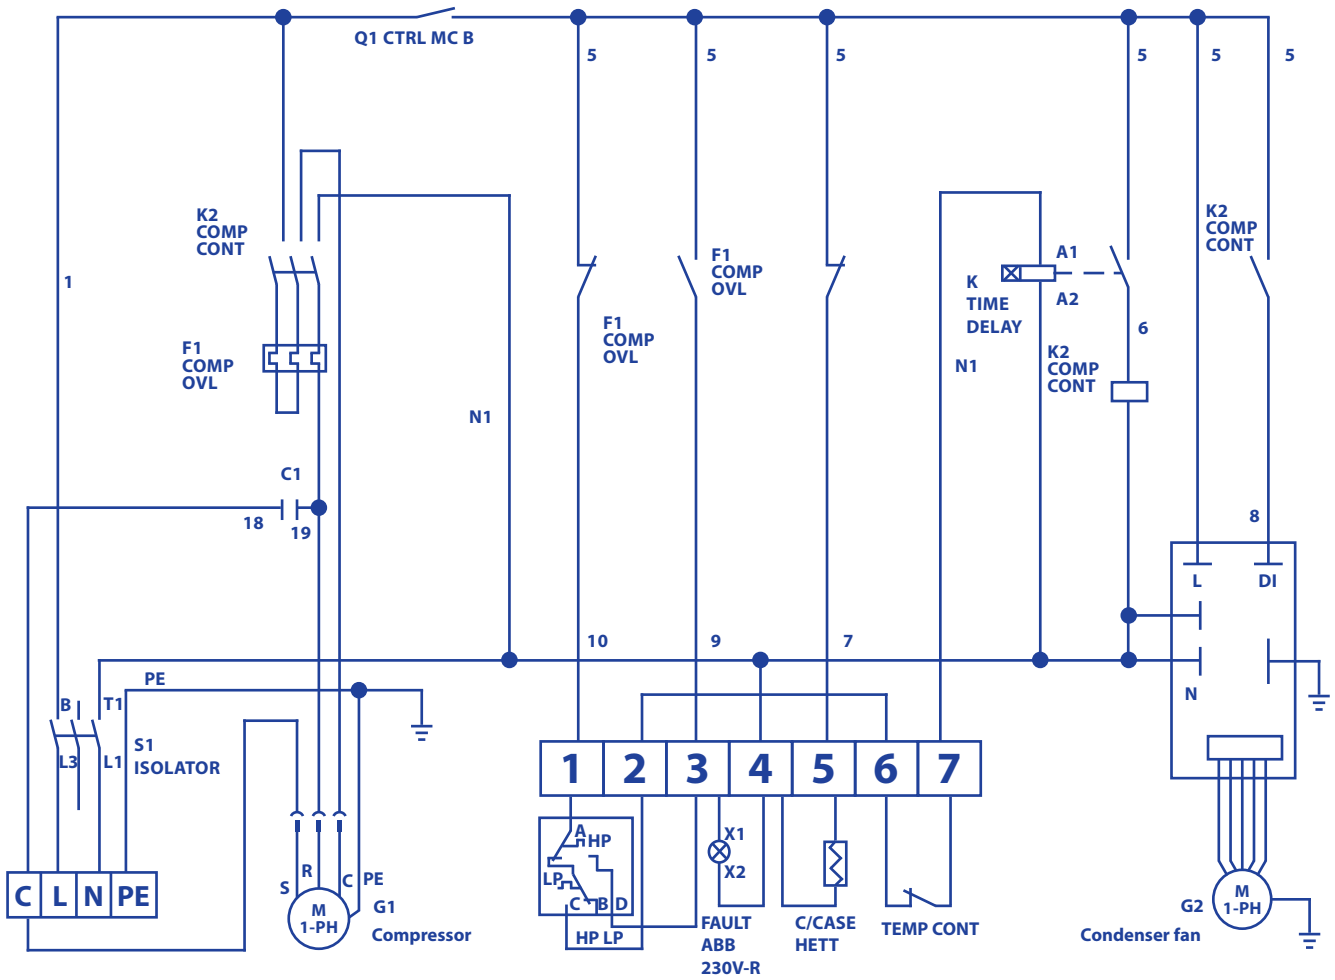 Q1 CTRL MC B
5
5
5
5
5
5
K2
COMP
CONT
K2
COMP
CONT
1
F1
COMP
OVL
A1
K
TIME
DELAY
A2
F1
COMP
OVL
6
F1
COMP
OVL
K2
COMP
CONT
N1
N1
C1
18
19
8
L
DI
10
9
7
PE
N
B
T1
S1
ISOLATOR
L3
L1
1 2 3 4 5 6 7
A
HP
X1
LP
X2
C B D
HP LP
R
S
C
PE
C L N PE
G1
M
1-PH
Compressor
FAULT
ABB
230V-R
C/CASE
HETT
TEMP CONT
G2
M
1-PH
Condenser fan